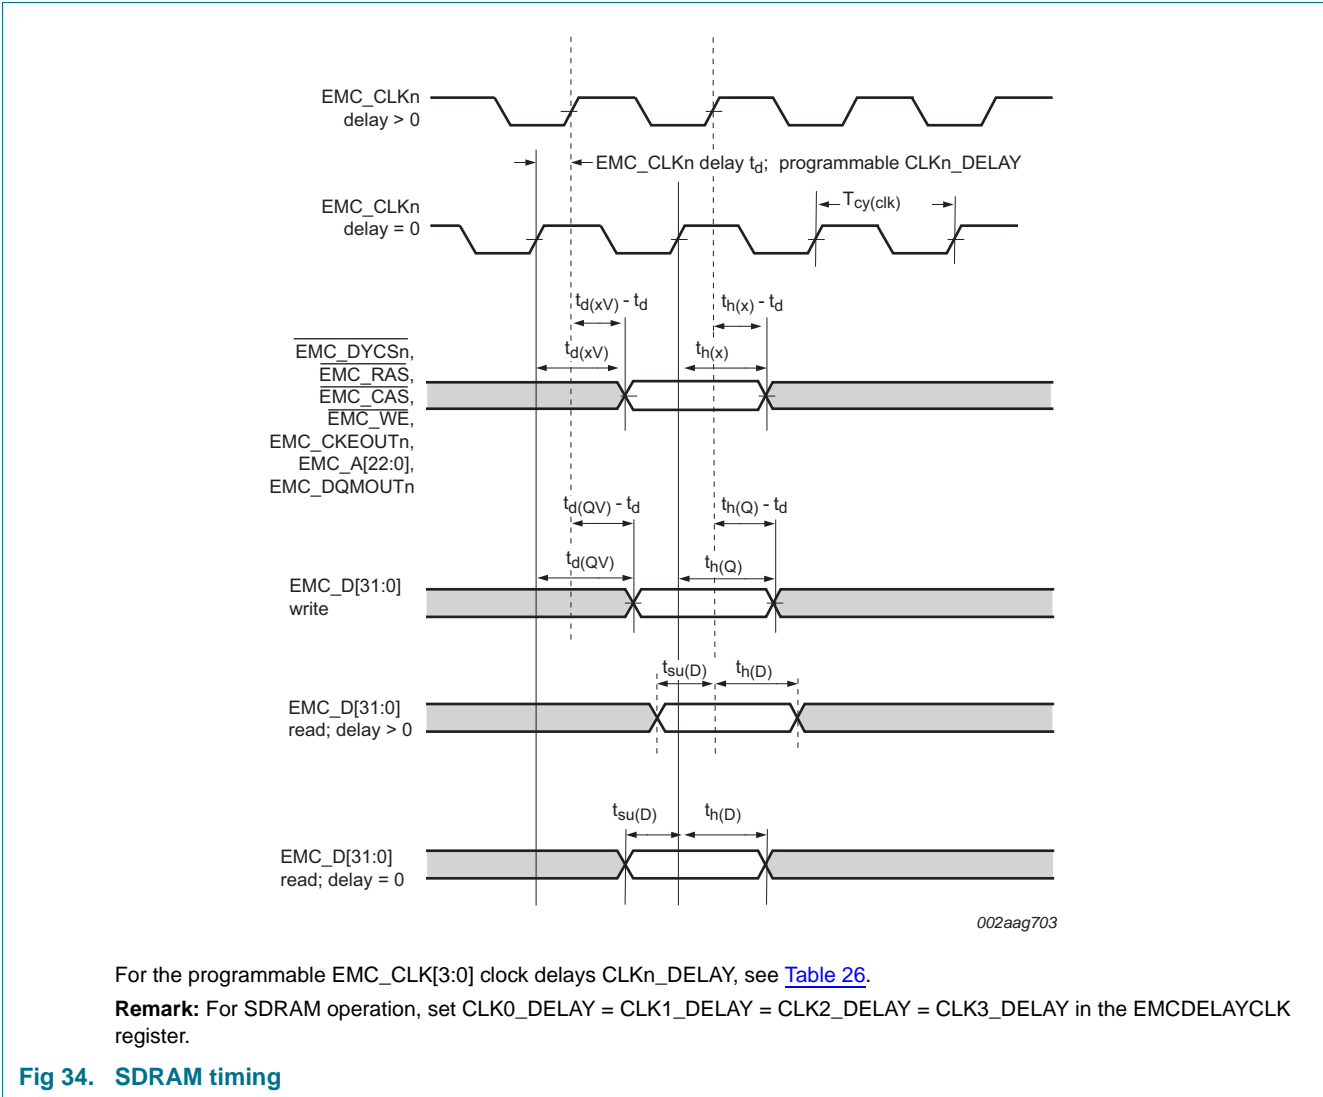 EMC_CLKn
delay > 0
EMC_CLKn delay td; programmable CLKn_DELAY
EMC_CLKn
delay = 0
Tcy(clk)
td(xV) - td
th(x) - td
td(xV)
th(x)
EMC_DYCSn,
EMC_RAS,
EMC_CAS,
EMC_WE,
EMC_CKEOUTn,
EMC_A[22:0],
EMC_DQMOUTn
td(QV) - td
th(Q) - td
td(QV)
th(Q)
EMC_D[31:0]
write
tsu(D)
th(D)
EMC_D[31:0]
read; delay > 0
tsu(D)
th(D)
EMC_D[31:0]
read; delay = 0
002aag703
For the programmable EMC_CLK[3:0] clock delays CLKn_DELAY, see Table 26.
Remark: For SDRAM operation, set CLK0_DELAY = CLK1_DELAY = CLK2_DELAY = CLK3_DELAY in the EMCDELAYCLK
register.
Fig 34. SDRAM timing